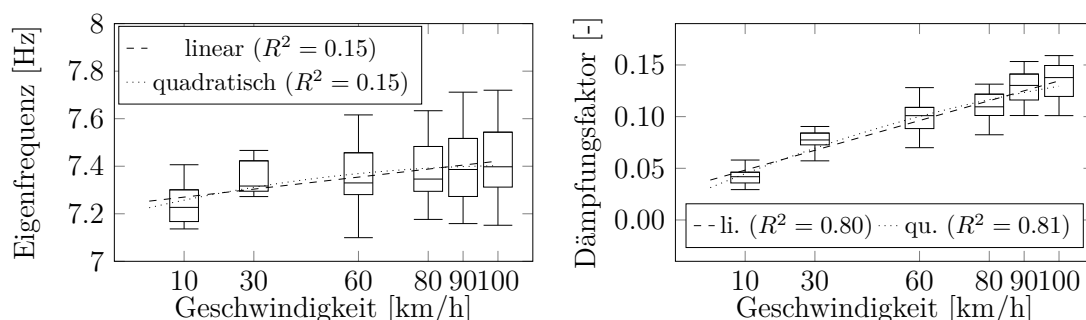 Eigenfrequenz [Hz]
8
7.8
7.6
7.4
7.2
7
linear (R² = 0.15)
quadratisch (R² = 0.15)
10 30 60 80 90 100
Geschwindigkeit [km/h]
Dämpfungsfaktor [-]
0.15
0.10
0.05
0.00
li. (R² = 0.80) qu. (R² = 0.81)
10 30 60 80 90 100
Geschwindigkeit [km/h]